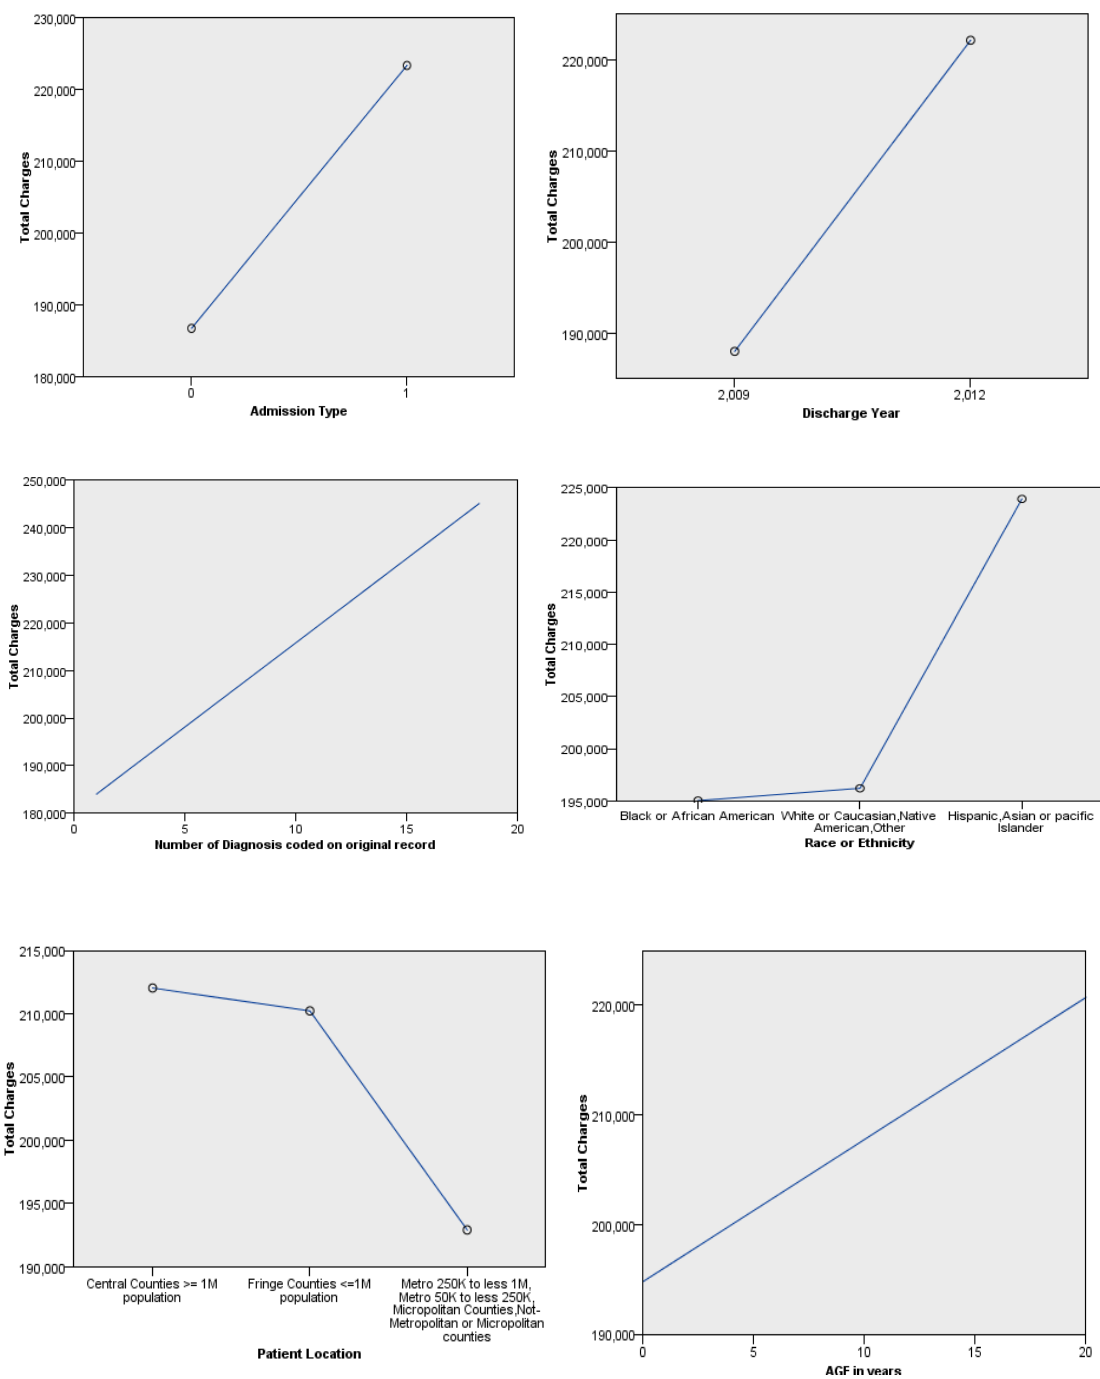 230,000
220,000
210,000
200,000
190,000
180,000
Total Charges
0
1
Admission Type
220,000
210,000
200,000
190,000
Total Charges
2,009
2,012
Discharge Year
250,000
240,000
230,000
220,000
210,000
200,000
190,000
180,000
Total Charges
0
5
10
15
20
Number of Diagnosis coded on original record
225,000
220,000
215,000
210,000
205,000
200,000
195,000
Total Charges
Black or African American
White or Caucasian,Native
American,Other
Hispanic,Asian or pacific
Islander
Race or Ethnicity
215,000
210,000
205,000
200,000
195,000
190,000
Total Charges
Central Counties >= 1M
population
Fringe Counties <=1M
population
Metro 250K to less 1M,
Metro 50K to less 250K,
Micropolitan Counties,Not-
Metropolitan or Micropolitan
counties
Patient Location
220,000
210,000
200,000
190,000
Total Charges
0
5
10
15
20
AGE in years